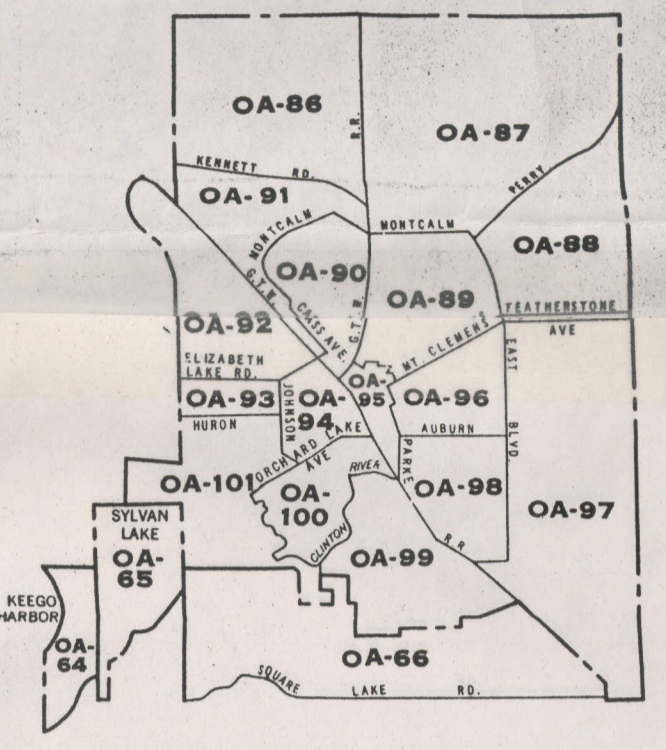 OA-86
R.R.
OA-87
KENNETT RD.
PERRY
OA-91
MONTCALM
MONTCALM
OA-88
OA-90
G.T.W.
OA-89
CASS AVE.
G.T.W.
FEATHERSTONE
AVE
OA-92
MT. CLEMENS
EAST
BLVD.
ELIZABETH
LAKE RD.
OA-
95
OA-93
JOHNSON
OA-
94
OA-96
HURON
ORCHARD LAKE
AVE
AUBURN
PARKE
RIVER
CLINTON
OA-101
OA-
100
OA-98
OA-97
SYLVAN
LAKE
OA-
65
R.R
OA-99
KEEGO
HARBOR
OA-
64
OA-66
SQUARE LAKE RD.